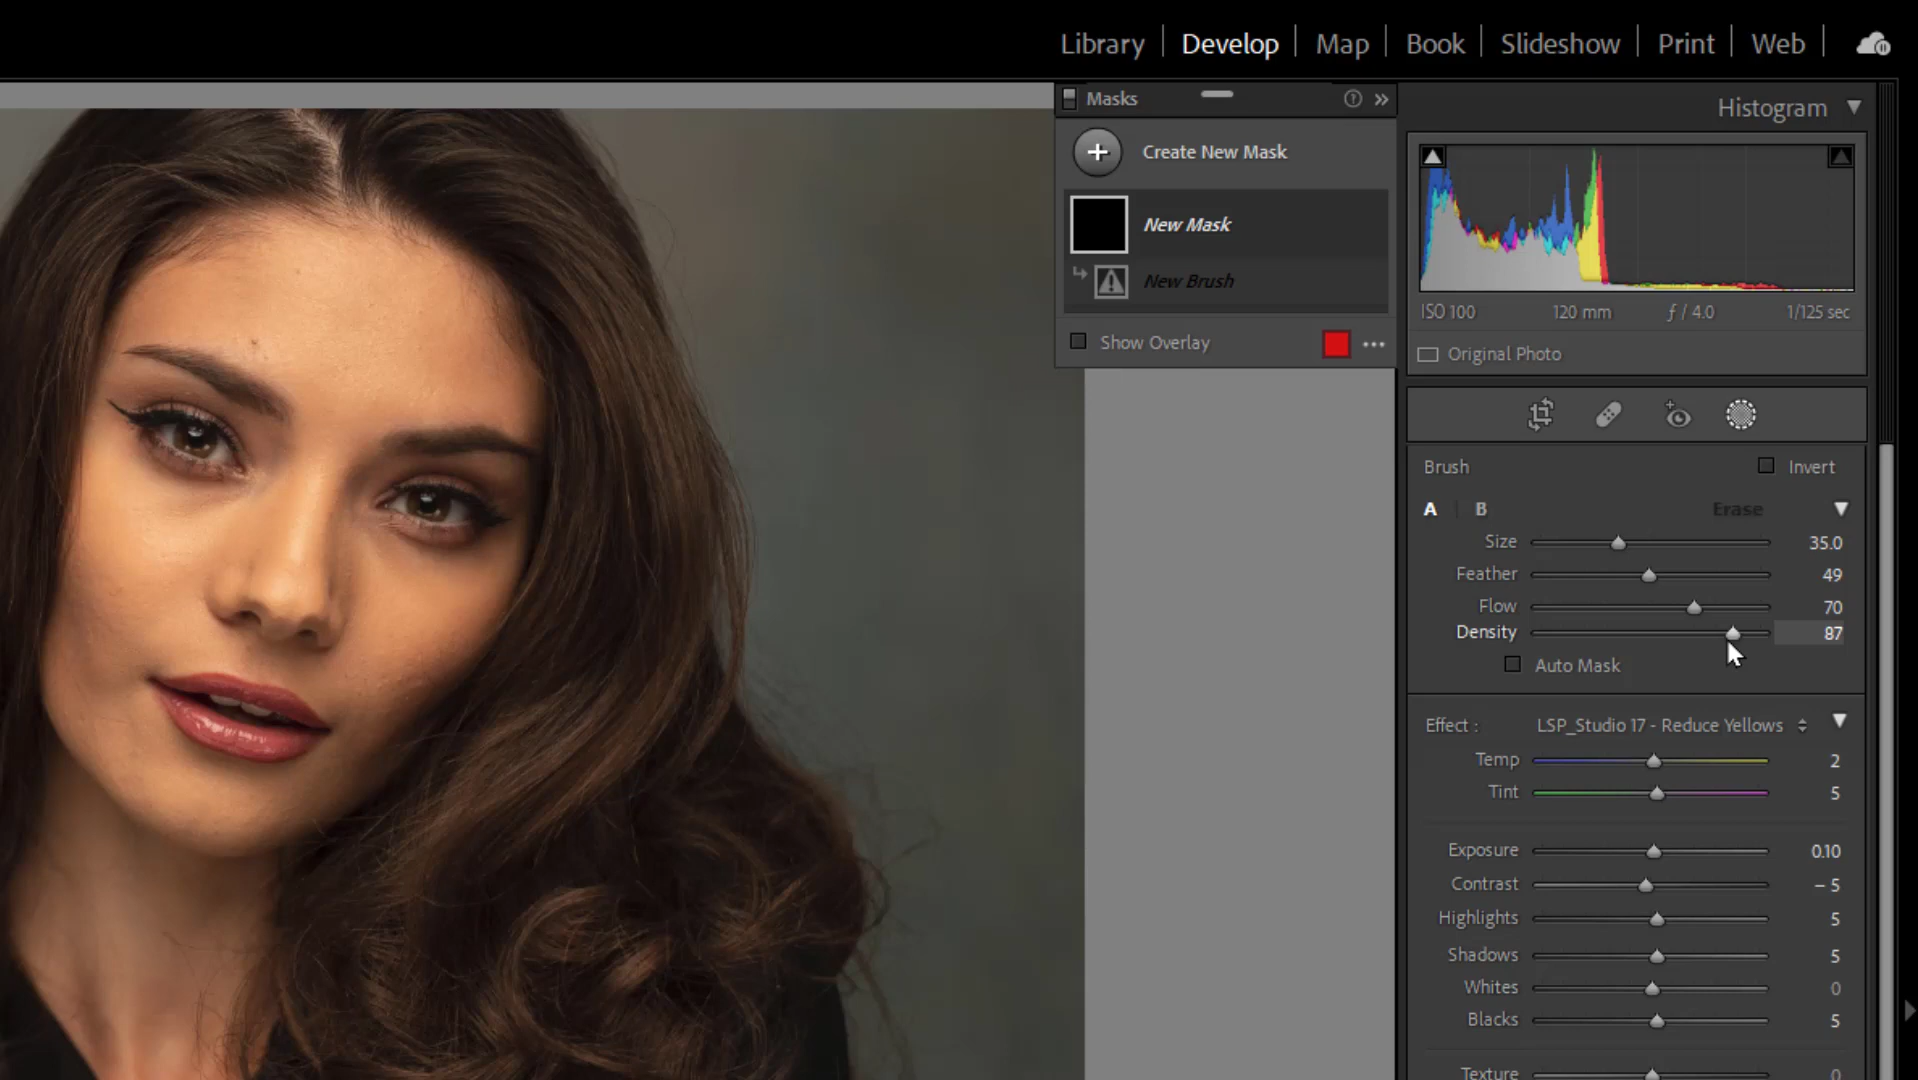 Library Develop Map Book Slideshow Print Web
Masks
Create New Mask
New Mask
New Brush
Show Overlay
Histogram
ISO 100 120 mm ƒ / 4.0 1/125 sec
Original Photo
Brush Invert
A B Erase
Size 35.0
Feather 49
Flow 70
Density 87
Auto Mask
Effect : LSP_Studio 17 - Reduce Yellows
Temp 2
Tint 5
Exposure 0.10
Contrast – 5
Highlights 5
Shadows 5
Whites 0
Blacks 5
Texture 0